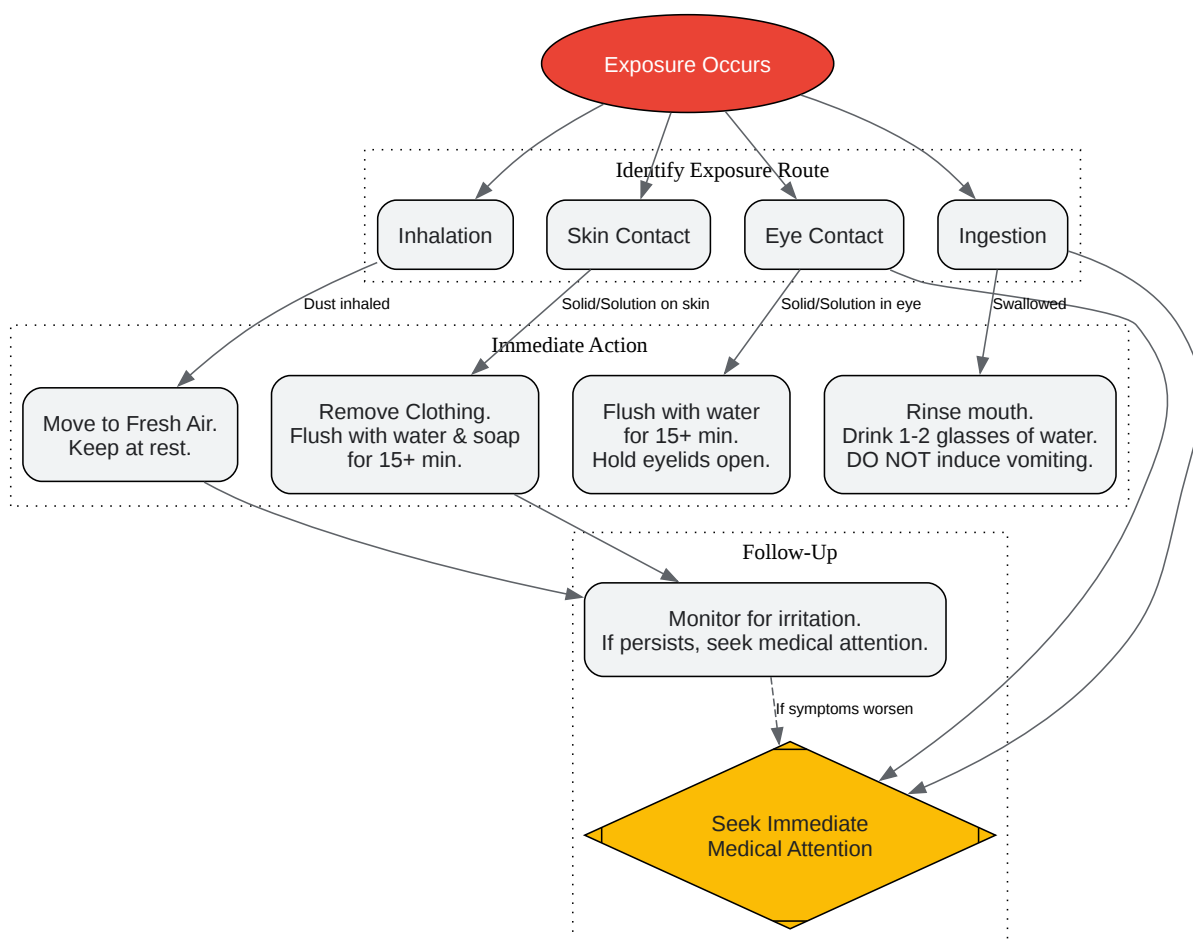 Exposure Occurs
Identify Exposure Route
Inhalation
Skin Contact
Eye Contact
Ingestion
Dust inhaled
Solid/Solution on skin
Solid/Solution in eye
Swallowed
Immediate Action
Move to Fresh Air.
Keep at rest.
Remove Clothing.
Flush with water & soap
for 15+ min.
Flush with water
for 15+ min.
Hold eyelids open.
Rinse mouth.
Drink 1-2 glasses of water.
DO NOT induce vomiting.
Follow-Up
Monitor for irritation.
If persists, seek medical attention.
If symptoms worsen
Seek Immediate
Medical Attention